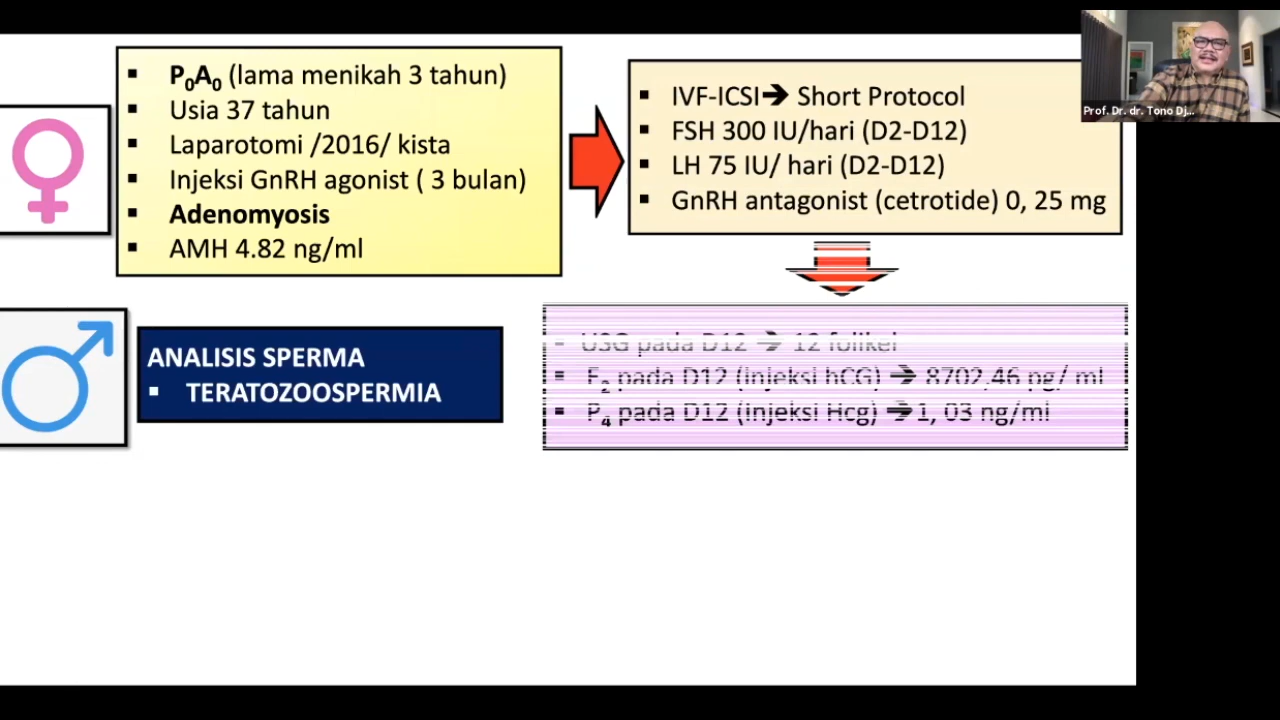 P0A0 (lama menikah 3 tahun)
Usia 37 tahun
Laparotomi /2016/ kista
Injeksi GnRH agonist ( 3 bulan)
Adenomyosis
AMH 4.82 ng/ml
IVF-ICSI➔ Short Protocol
FSH 300 IU/hari (D2-D12)
LH 75 IU/ hari (D2-D12)
GnRH antagonist (cetrotide) 0, 25 mg
Prof. Dr. dr. Tono Dj...
ANALISIS SPERMA
TERATOZOOSPERMIA
USG pada D12 ➔ 12 folikel
E2 pada D12 (injeksi hCG) ➔ 8702,46 pg/ ml
P4 pada D12 (injeksi Hcg) ➔1, 03 ng/ml